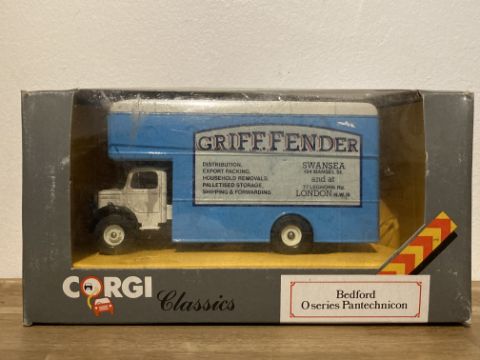 GRIFF. FENDER
DISTRIBUTION.
EXPORT PACKING.
HOUSEHOLD REMOVALS.
PALLETISED STORAGE.
SHIPPING & FORWARDING
SWANSEA
and at
LONDON N.W.6
CORGI Classics
Bedford
O series Pantechnicon